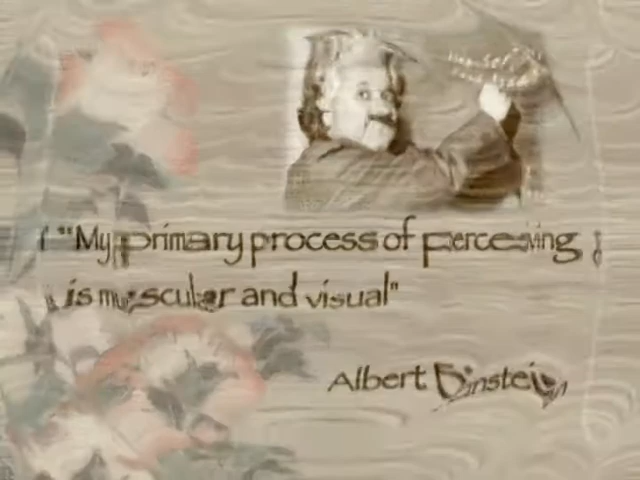 "My primary process of perceiving
is muscular and visual"
Albert Einstein